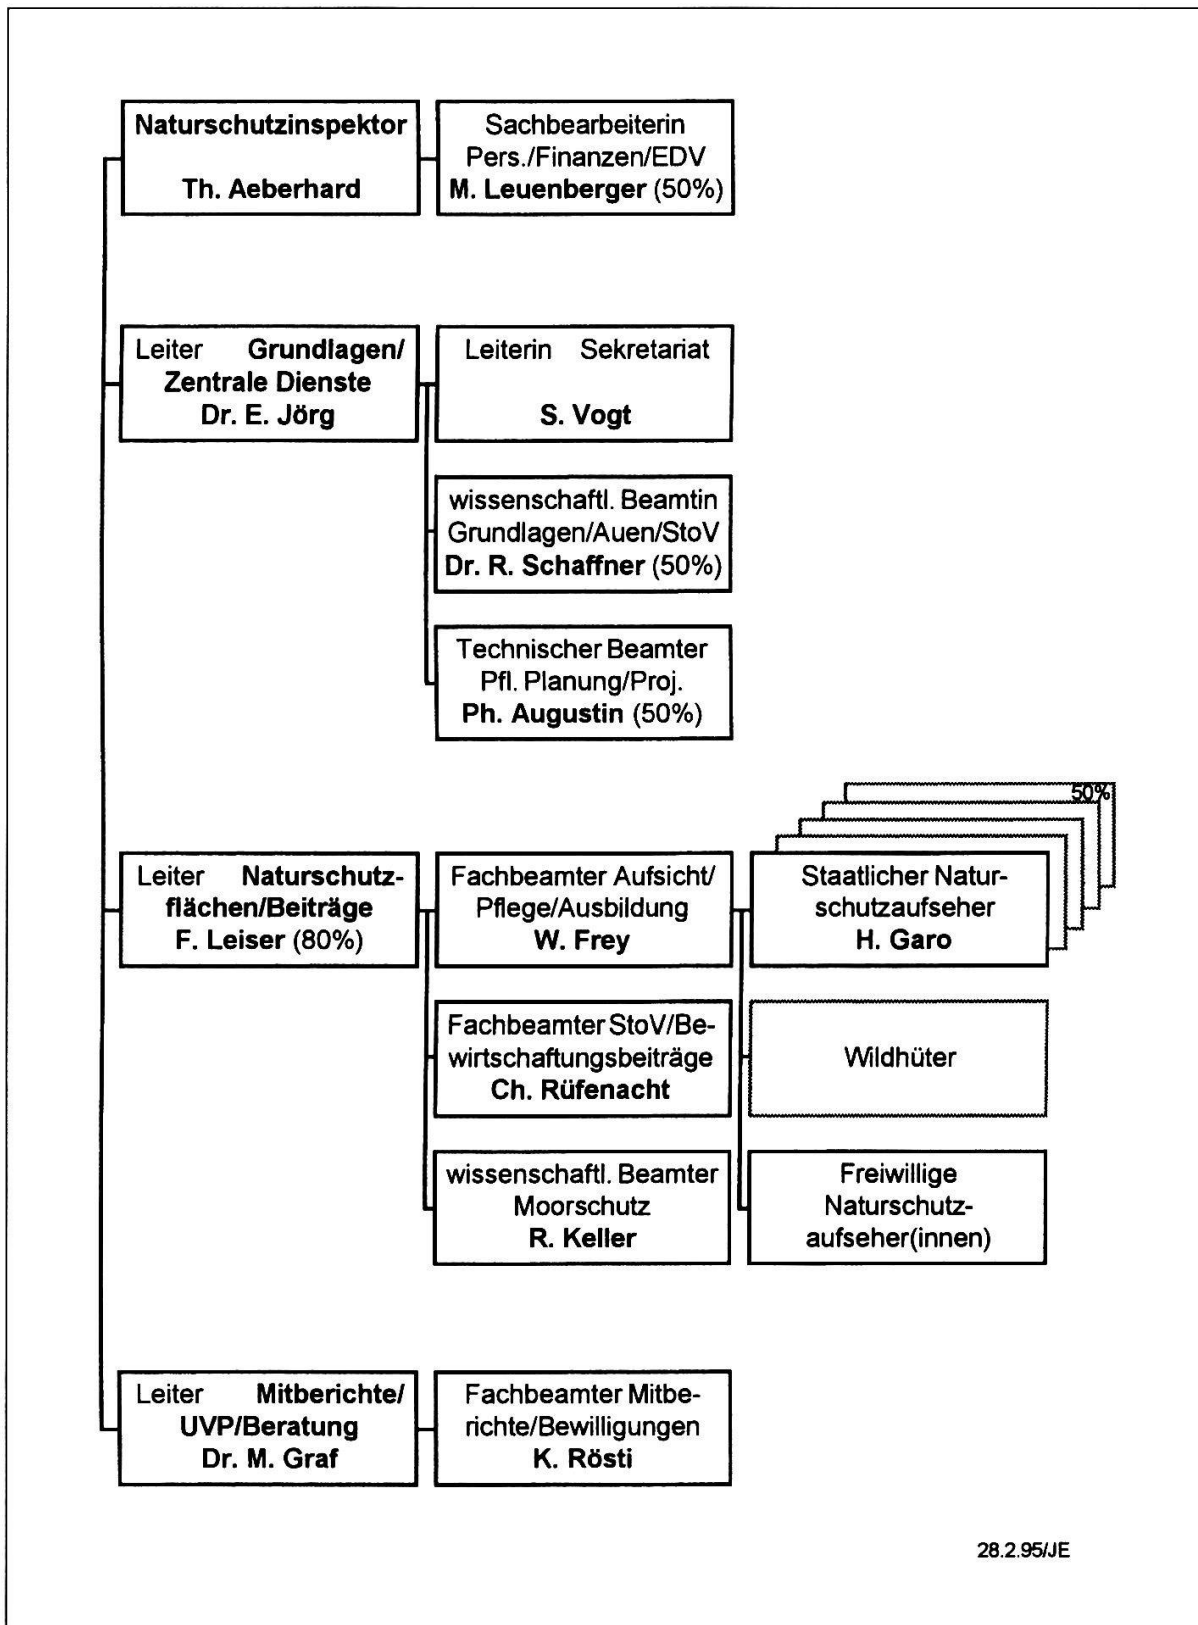 Naturschutzinspektor
Th. Aeberhard
Sachbearbeiterin
Pers./Finanzen/EDV
M. Leuenberger (50%)
Leiter Grundlagen/
Zentrale Dienste
Dr. E. Jörg
Leiterin Sekretariat
S. Vogt
wissenschaftl. Beamtin
Grundlagen/Auen/StoV
Dr. R. Schaffner (50%)
Technischer Beamter
Pfl. Planung/Proj.
Ph. Augustin (50%)
Leiter Naturschutz-
flächen/Beiträge
F. Leiser (80%)
Fachbeamter Aufsicht/
Pflege/Ausbildung
W. Frey
50%
Staatlicher Natur-
schutzaufseher
H. Garo
Fachbeamter StoV/Be-
wirtschaftungsbeiträge
Ch. Rüfenacht
Wildhüter
wissenschaftl. Beamter
Moorschutz
R. Keller
Freiwillige
Naturschutz-
aufseher(innen)
Leiter Mitberichte/
UVP/Beratung
Dr. M. Graf
Fachbeamter Mitbe-
richte/Bewilligungen
K. Rösti
28.2.95/JE